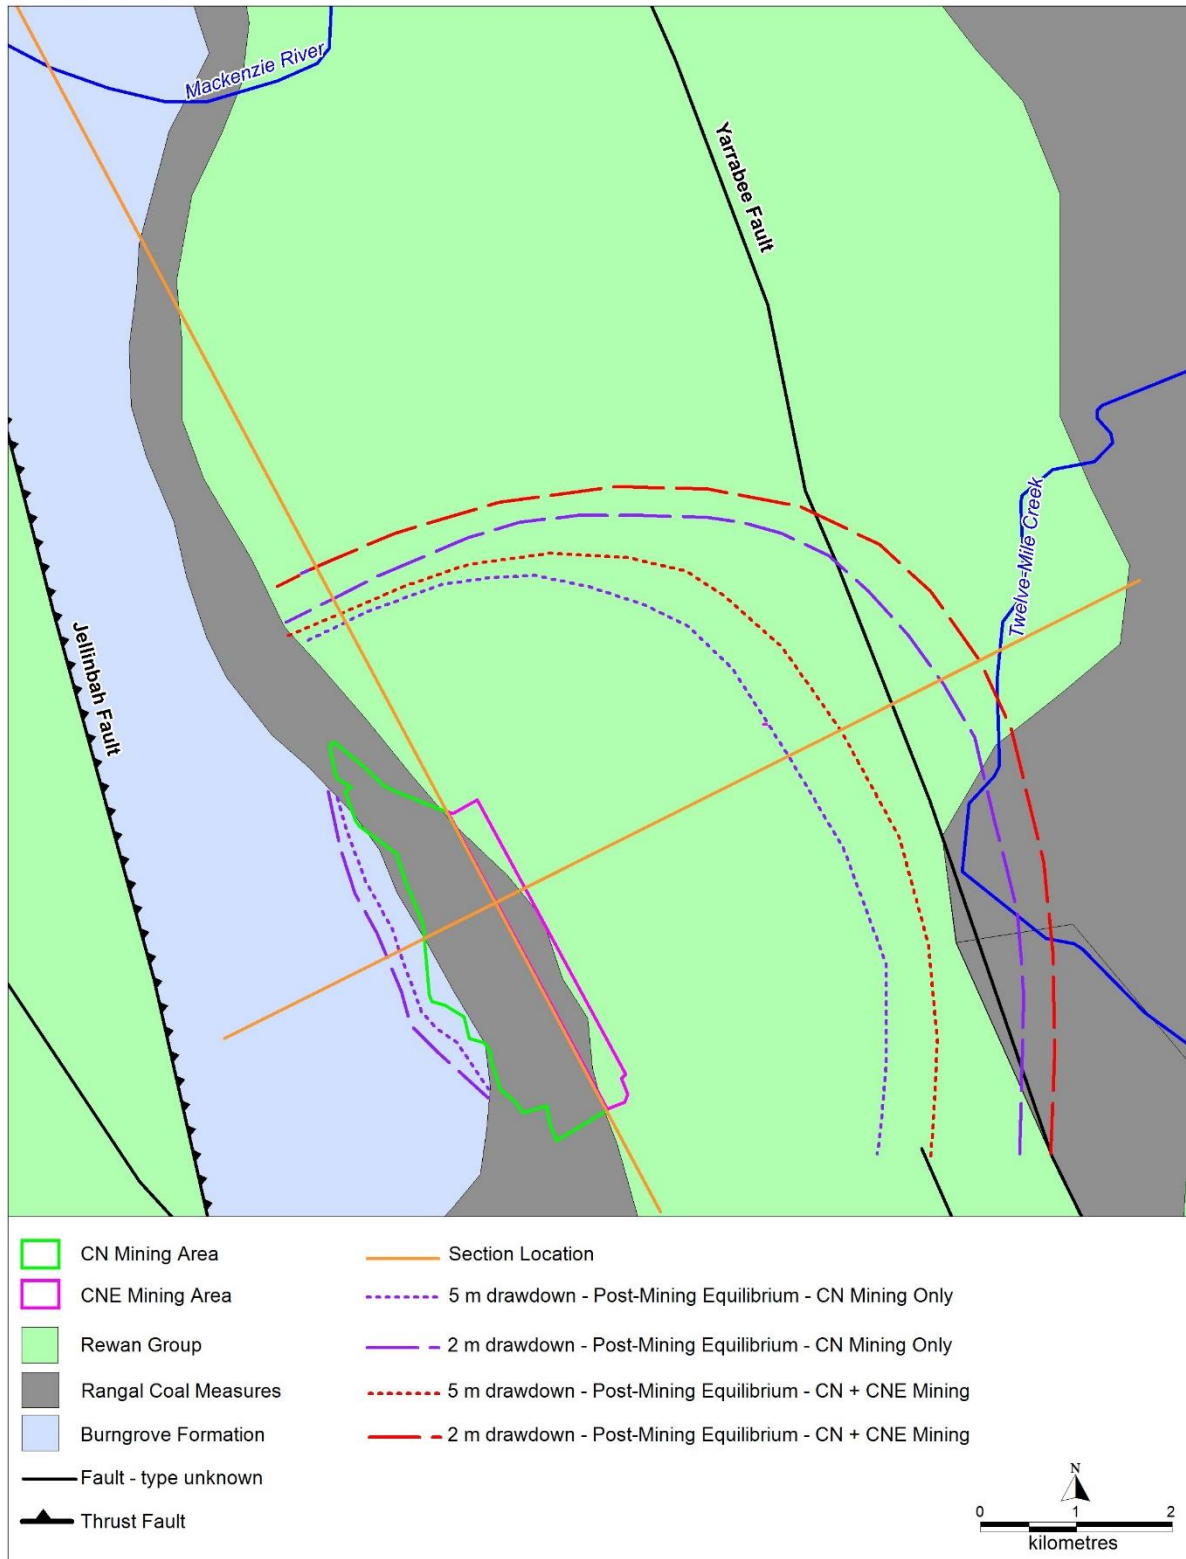 Mackenzie River
Yarrabee Fault
Twelve-Mile Creek
Jellinbah Fault
CN Mining Area
CNE Mining Area
Rewan Group
Rangal Coal Measures
Burngrove Formation
Fault - type unknown
Thrust Fault
Section Location
5 m drawdown - Post-Mining Equilibrium - CN Mining Only
2 m drawdown - Post-Mining Equilibrium - CN Mining Only
5 m drawdown - Post-Mining Equilibrium - CN + CNE Mining
2 m drawdown - Post-Mining Equilibrium - CN + CNE Mining
N
0 1 2
kilometres